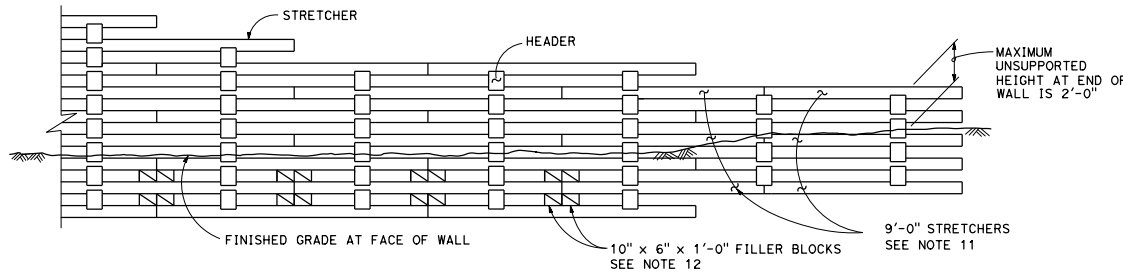 STRETCHER
HEADER
MAXIMUM
UNSUPPORTED
HEIGHT AT END OF
WALL IS 2'-0"
9'-0" STRETCHERS
SEE NOTE 11
FINISHED GRADE AT FACE OF WALL
10" x 6" x 1'-0" FILLER BLOCKS
SEE NOTE 12